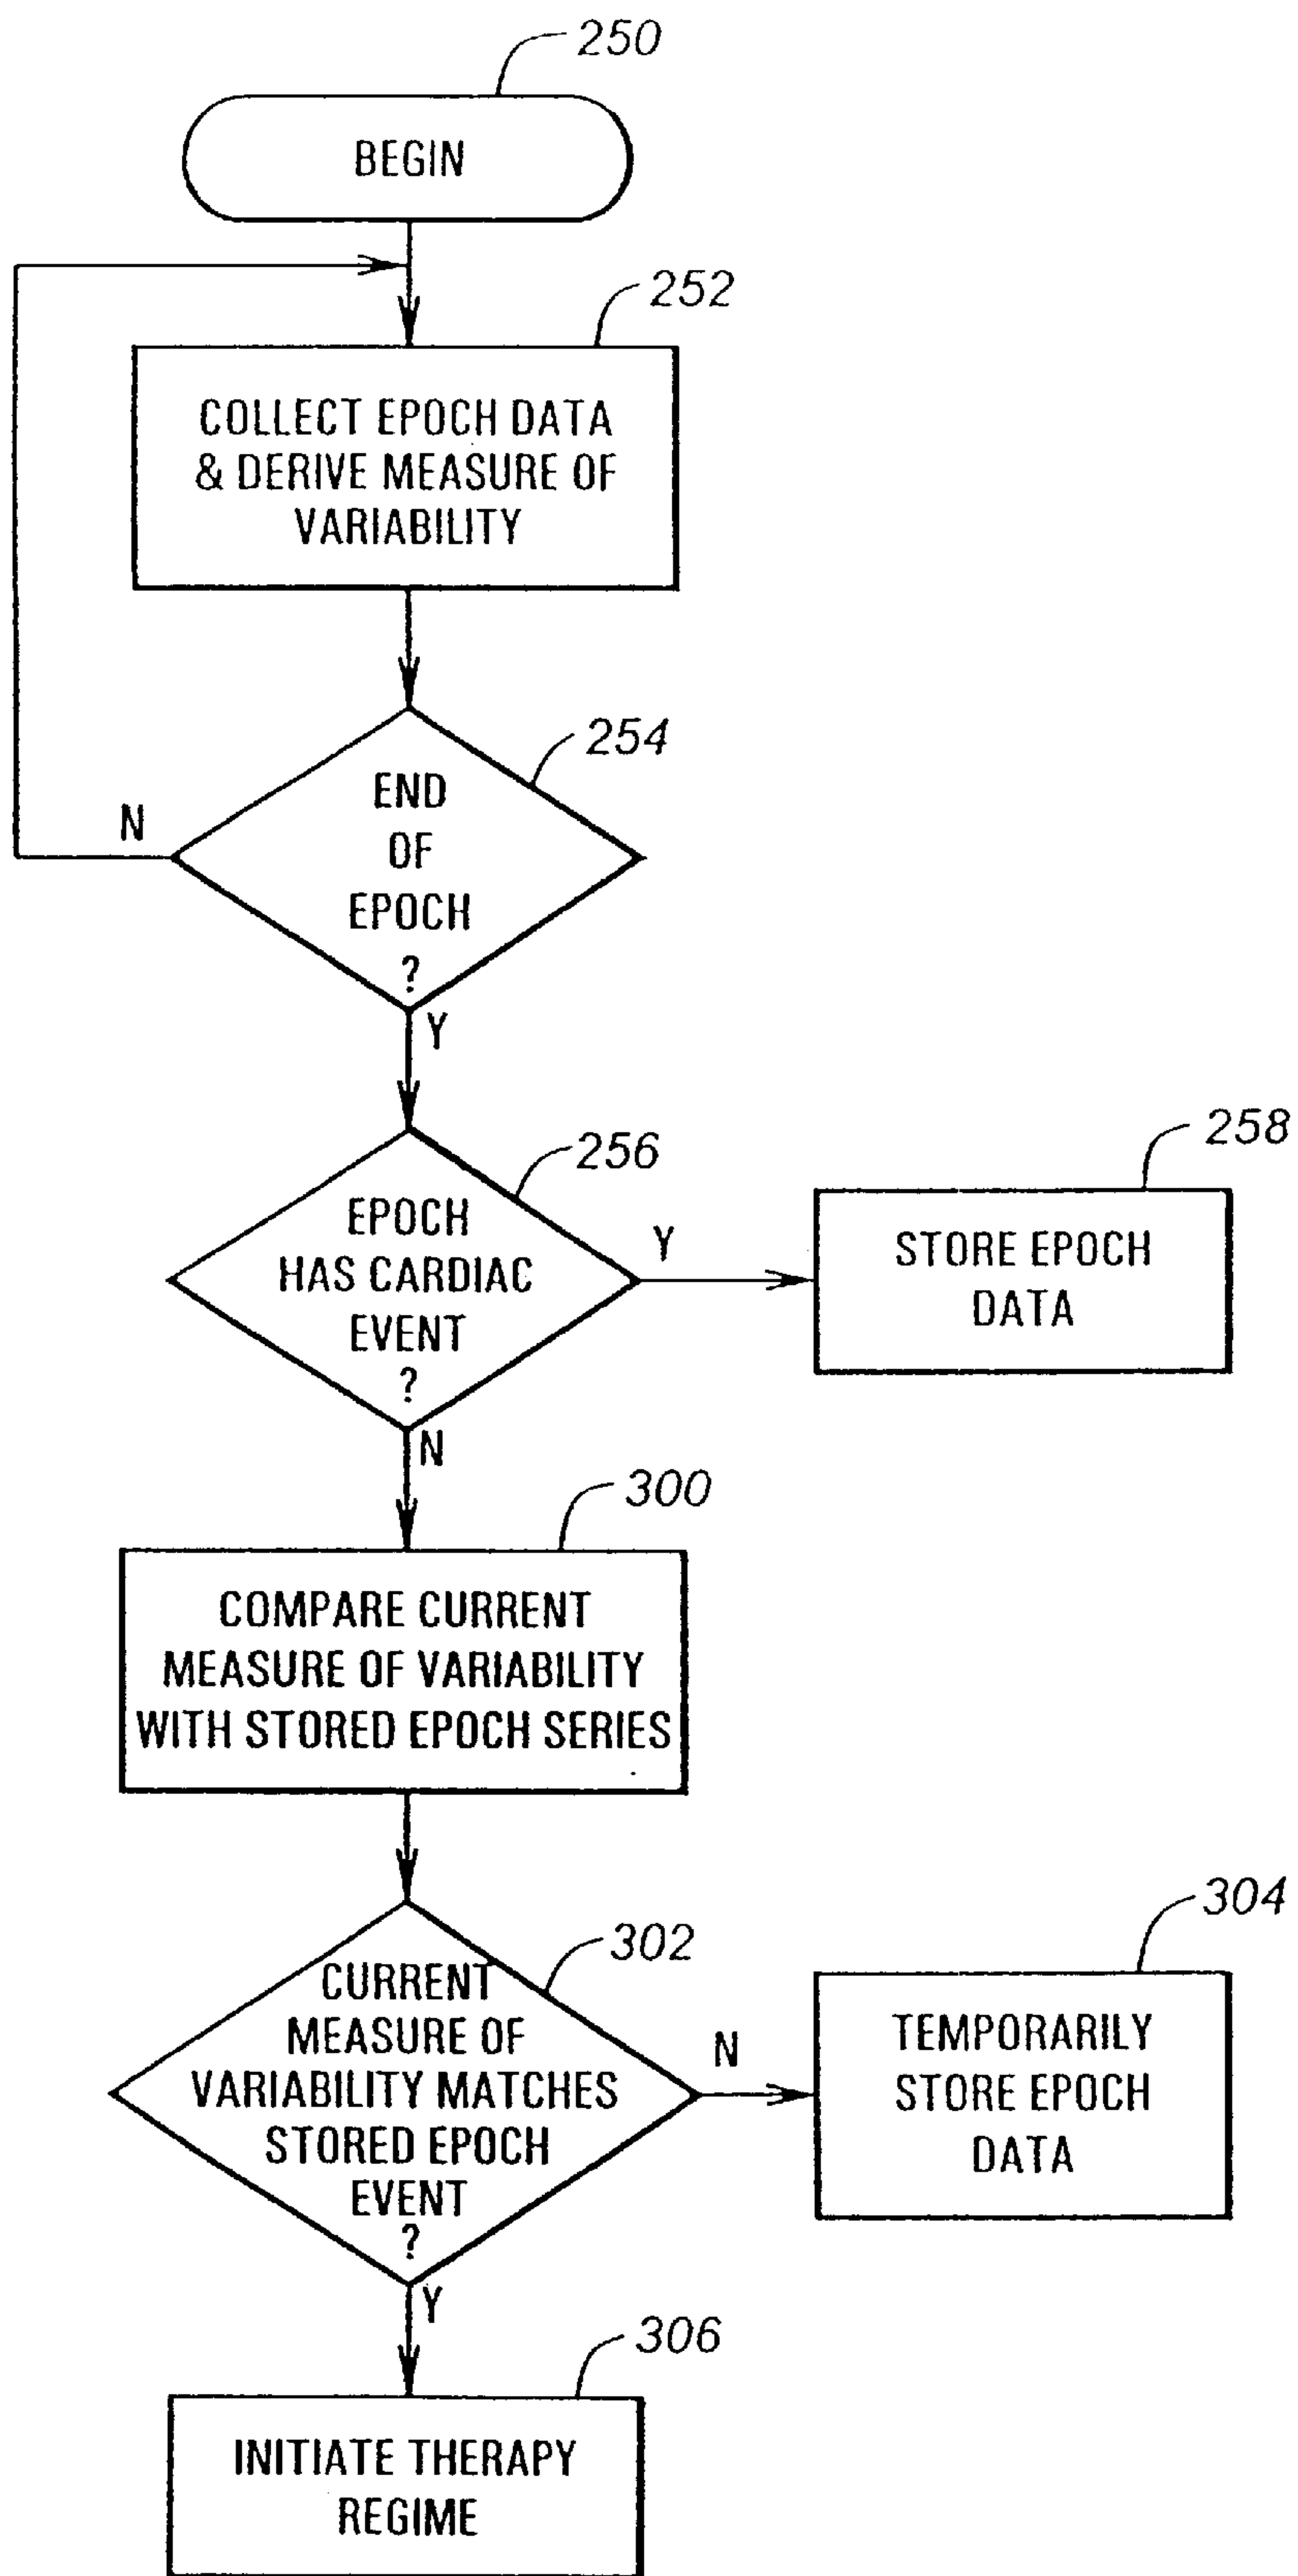 250
BEGIN
252
COLLECT EPOCH DATA
& DERIVE MEASURE OF
VARIABILITY
254
END
OF
EPOCH
?
N
Y
256
EPOCH
HAS CARDIAC
EVENT
?
Y
258
STORE EPOCH
DATA
N
300
COMPARE CURRENT
MEASURE OF VARIABILITY
WITH STORED EPOCH SERIES
302
CURRENT
MEASURE OF
VARIABILITY MATCHES
STORED EPOCH
EVENT
?
N
304
TEMPORARILY
STORE EPOCH
DATA
Y
306
INITIATE THERAPY
REGIME